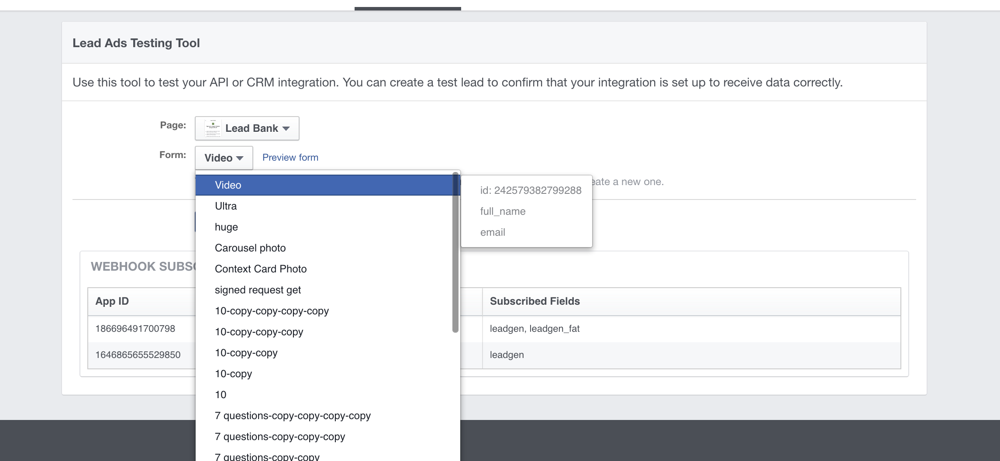 Lead Ads Testing Tool
Use this tool to test your API or CRM integration. You can create a test lead to confirm that your integration is set up to receive data correctly.
Page: Lead Bank
Form: Video Preview form
eate a new one.
Video
Ultra
huge
Carousel photo
Context Card Photo
signed request get
10-copy-copy-copy-copy
10-copy-copy-copy
10-copy-copy
10-copy
10
7 questions-copy-copy-copy-copy
7 questions-copy-copy-copy
7 questions-copy-copy
id: 242579382799288
full_name
email
WEBHOOK SUBSC
App ID Subscribed Fields
186696491700798 leadgen, leadgen_fat
1646865655529850 leadgen